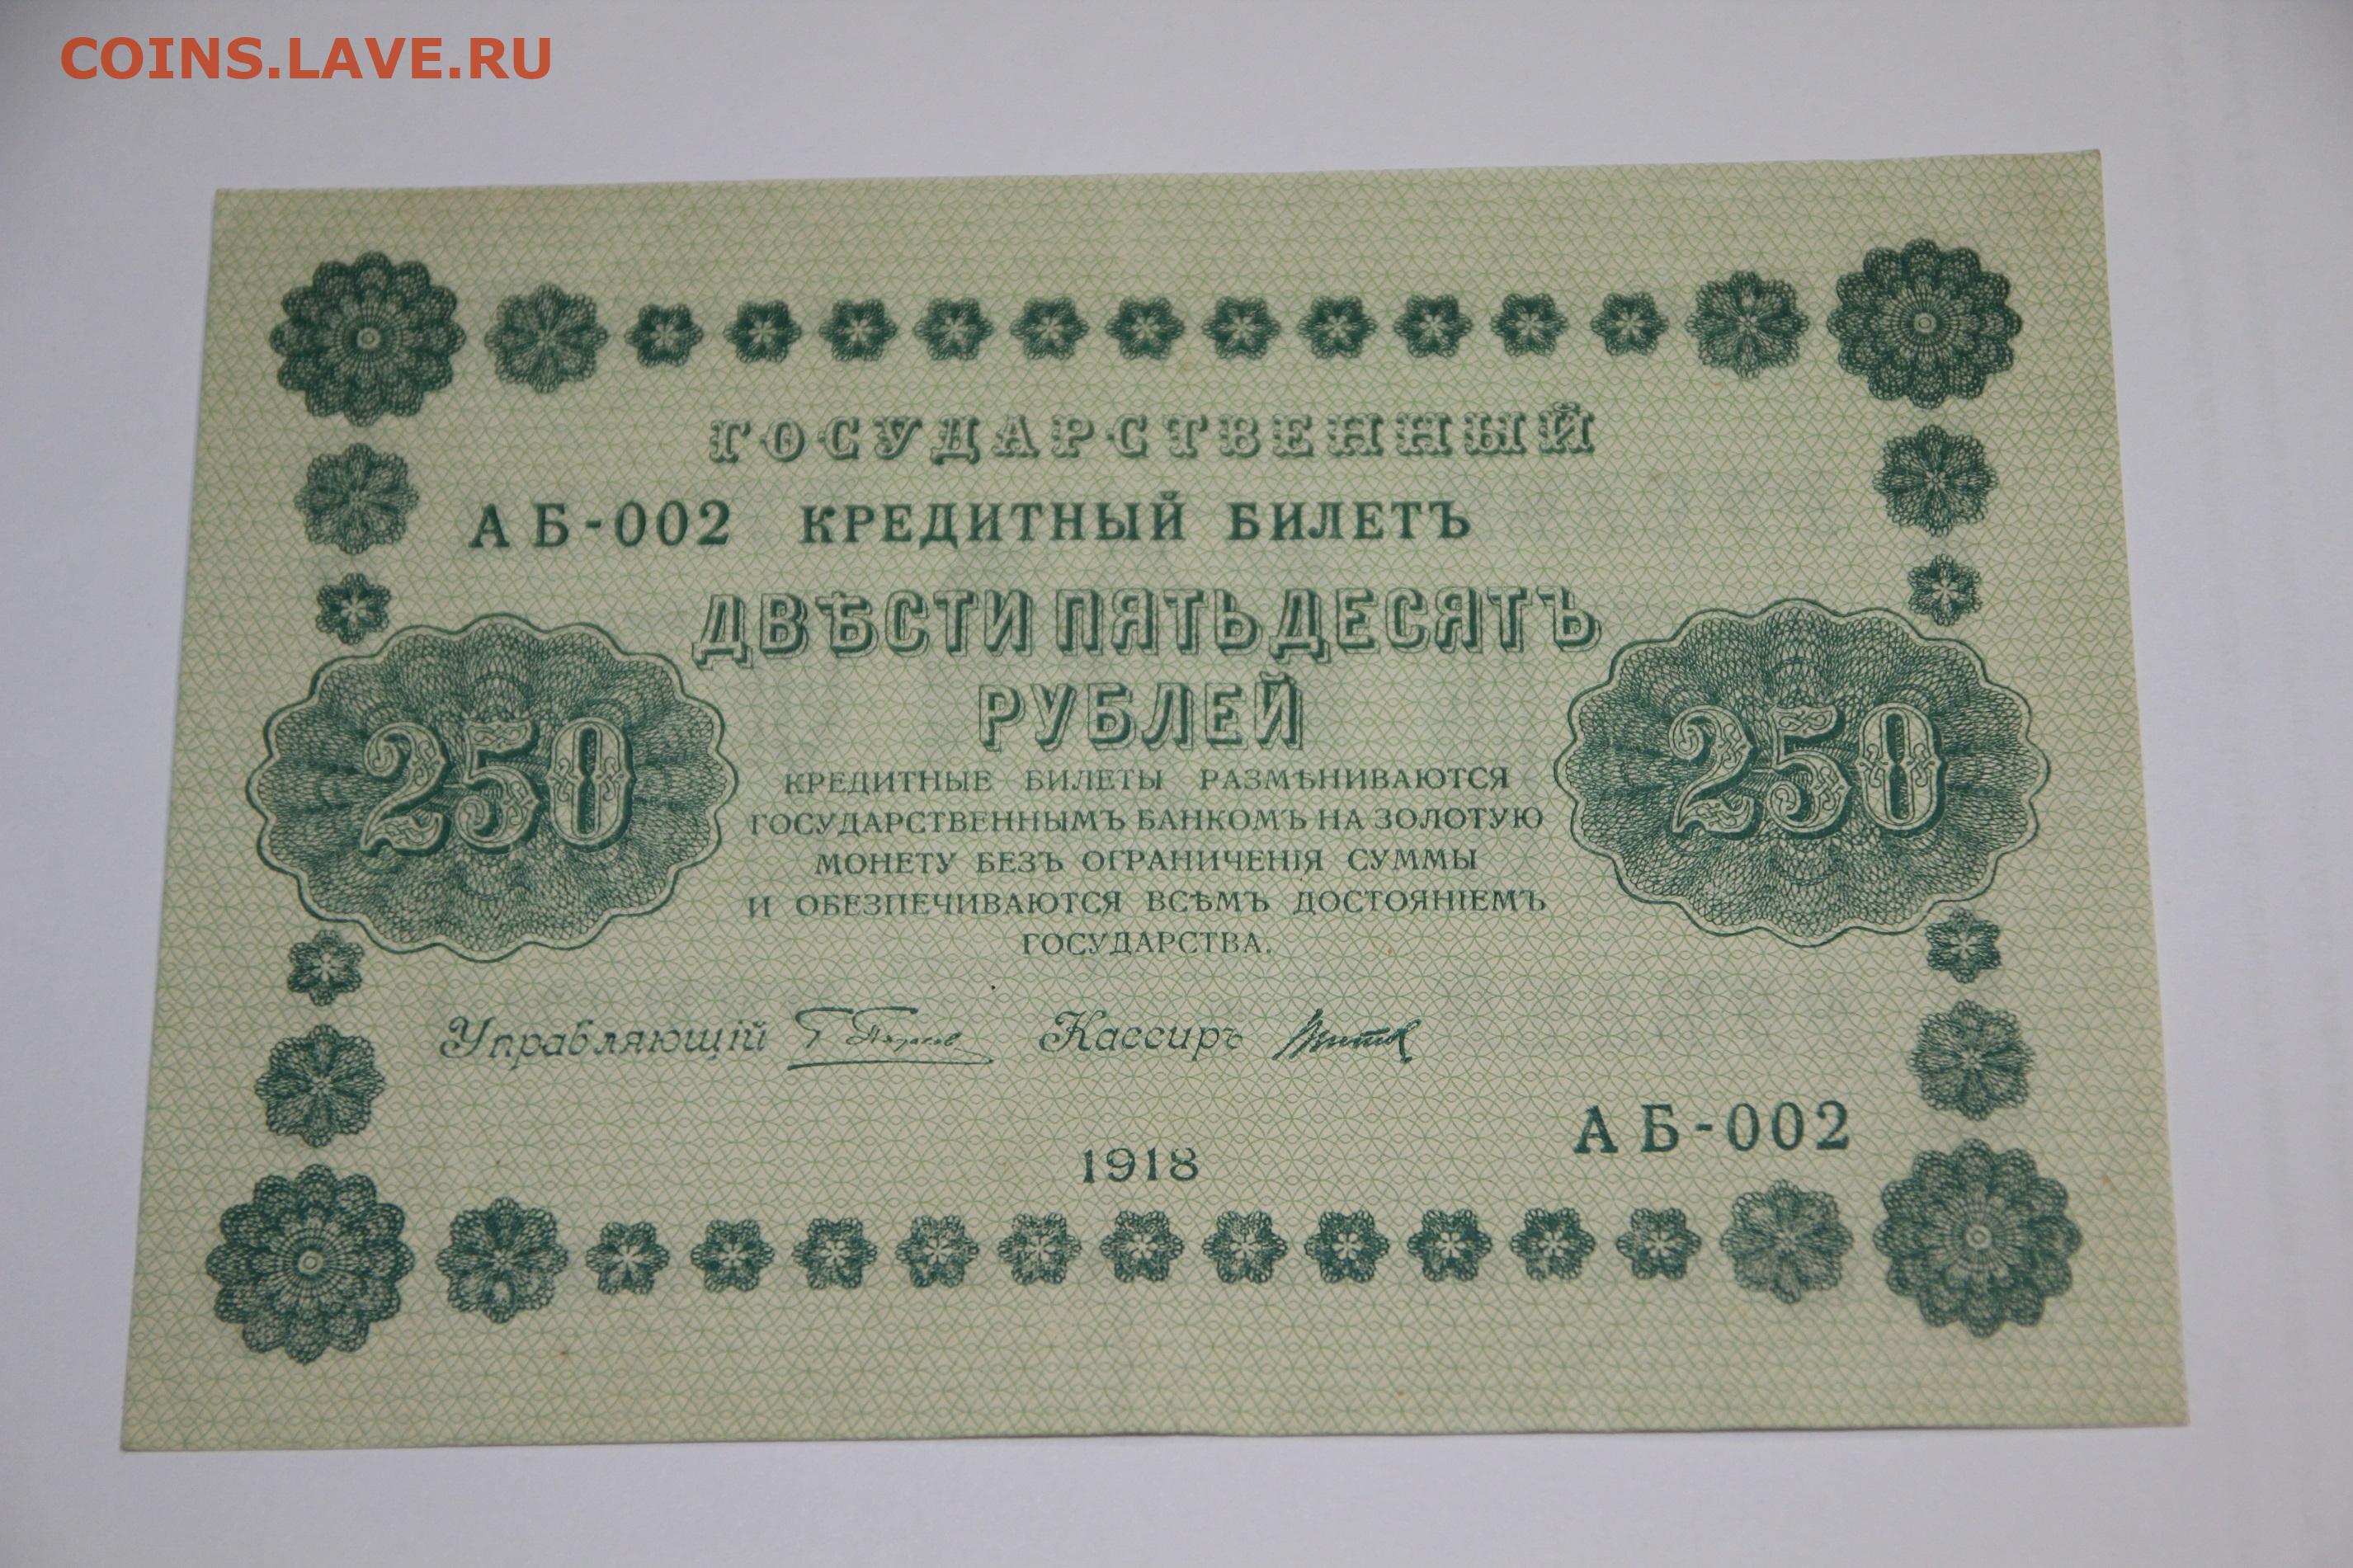 COINS.LAVE.RU
ГОСУДАРСТВЕННЫЙ
АБ-002 КРЕДИТНЫЙ БИЛЕТЪ
ДВѢСТИ ПЯТЬДЕСЯТЪ
РУБЛЕЙ
250
250
КРЕДИТНЫЕ БИЛЕТЫ РАЗМѢНИВАЮТСЯ
ГОСУДАРСТВЕННЫМЪ БАНКОМЪ НА ЗОЛОТУЮ
МОНЕТУ БЕЗЪ ОГРАНИЧЕНІЯ СУММЫ
И ОБЕЗПЕЧИВАЮТСЯ ВСѢМЪ ДОСТОЯНІЕМЪ
ГОСУДАРСТВА.
Управляющій Кассиръ
АБ-002
1918